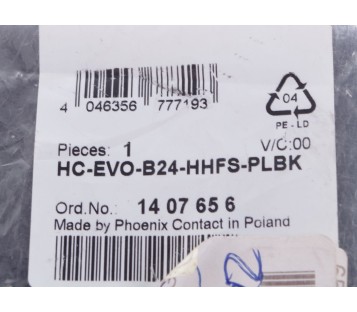 4 046356 777193
04
PE-LD
Pieces: 1 V/C:00
HC-EVO-B24-HHFS-PLBK
Ord.No.: 14 07 65 6
Made by Phoenix Contact in Poland